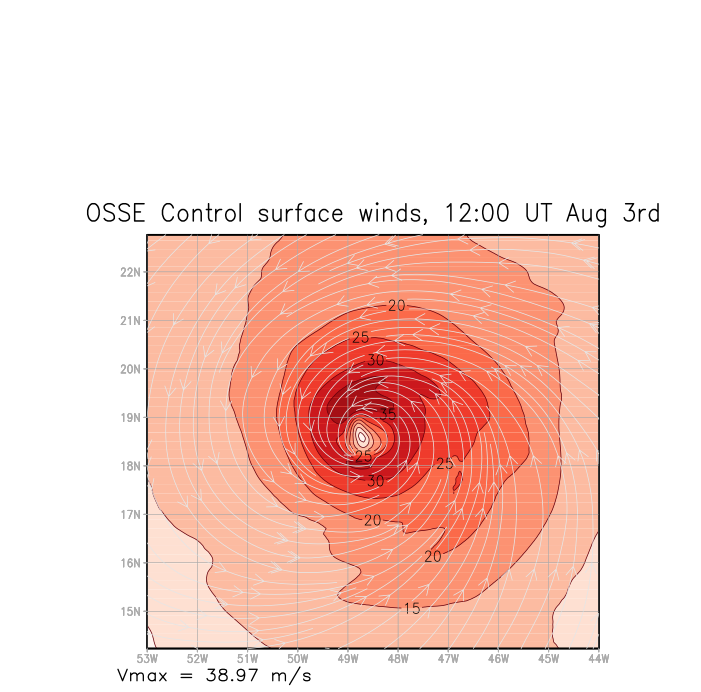 OSSE Control surface winds, 12:00 UT Aug 3rd
22N
21N
20N
19N
18N
17N
16N
15N
20
25
30
35
25
25
30
20
20
15
53W 52W 51W 50W 49W 48W 47W 46W 45W 44W
Vmax = 38.97 m/s